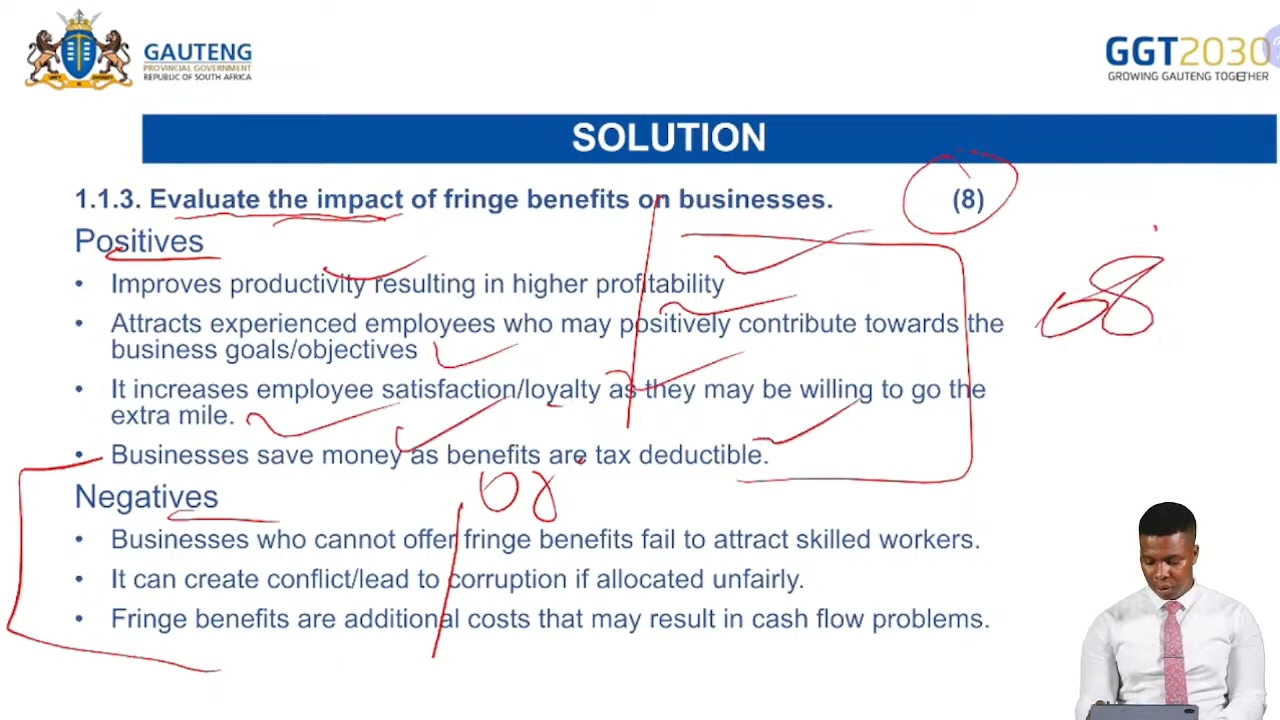 GAUTENG
PROVINCIAL GOVERNMENT
REPUBLIC OF SOUTH AFRICA
GGT2030
GROWING GAUTENG TOGETHER
SOLUTION
1.1.3. Evaluate the impact of fringe benefits on businesses. (8)
Positives
• Improves productivity resulting in higher profitability
• Attracts experienced employees who may positively contribute towards the
business goals/objectives
• It increases employee satisfaction/loyalty as they may be willing to go the
extra mile.
• Businesses save money as benefits are tax deductible.
Negatives
• Businesses who cannot offer fringe benefits fail to attract skilled workers.
• It can create conflict/lead to corruption if allocated unfairly.
• Fringe benefits are additional costs that may result in cash flow problems.
08